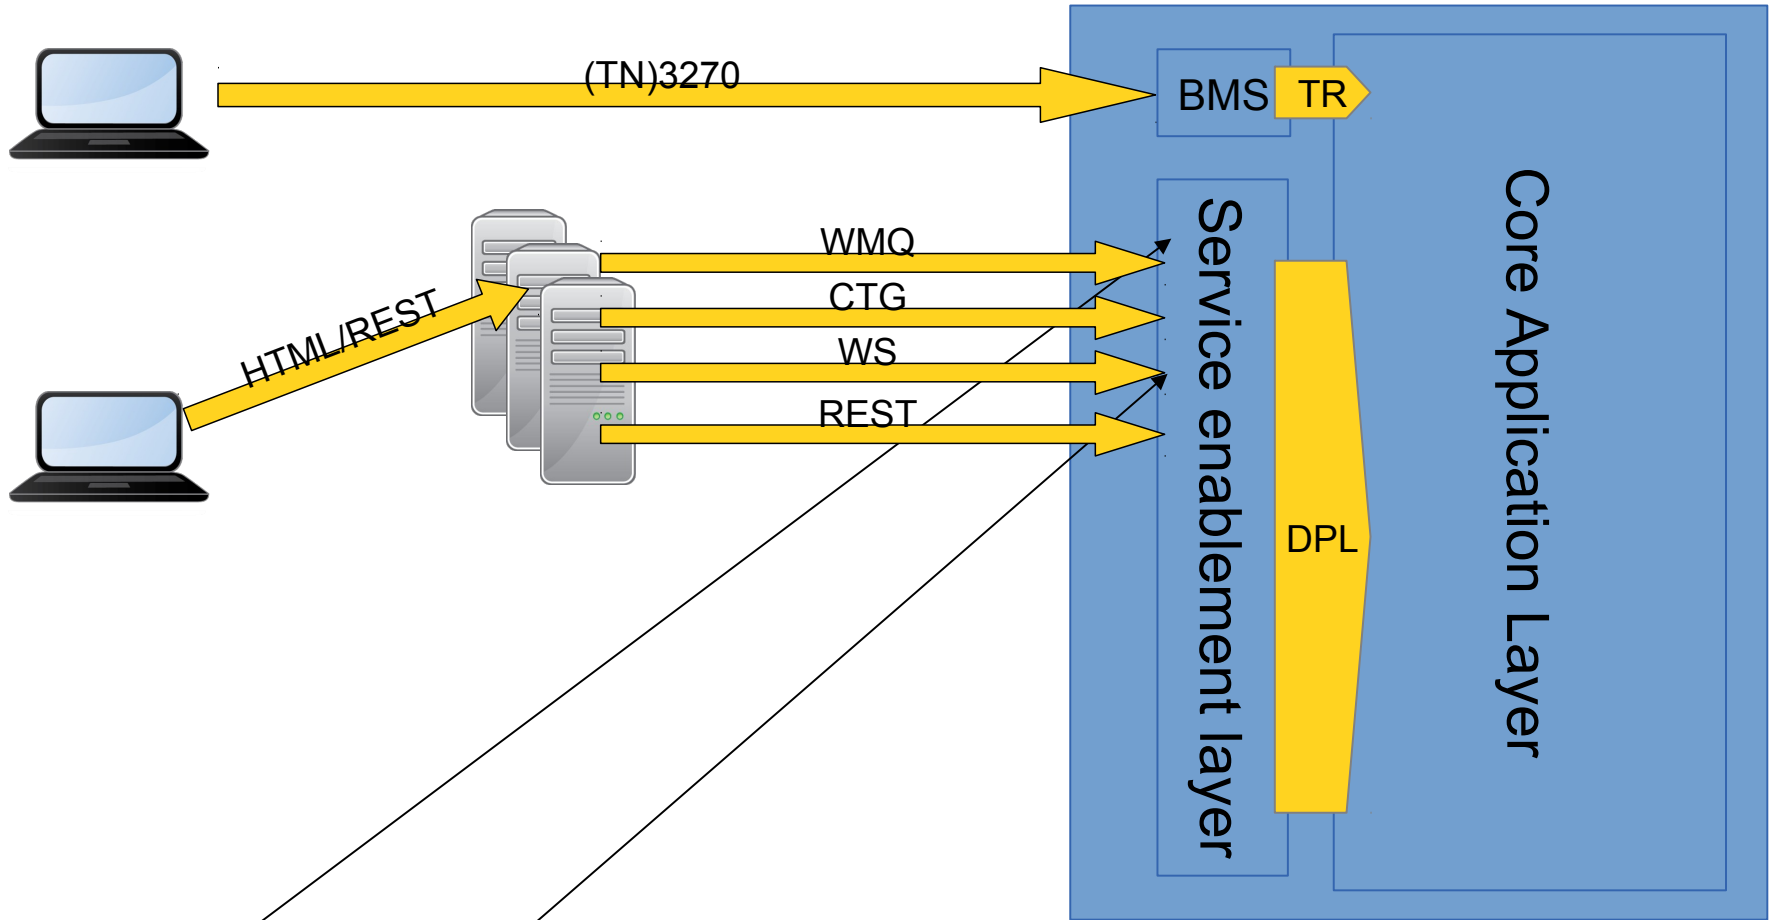 (TN)3270
BMS
TR
HTML/REST
WMQ
CTG
WS
REST
Service enablement layer
DPL
Core Application Layer